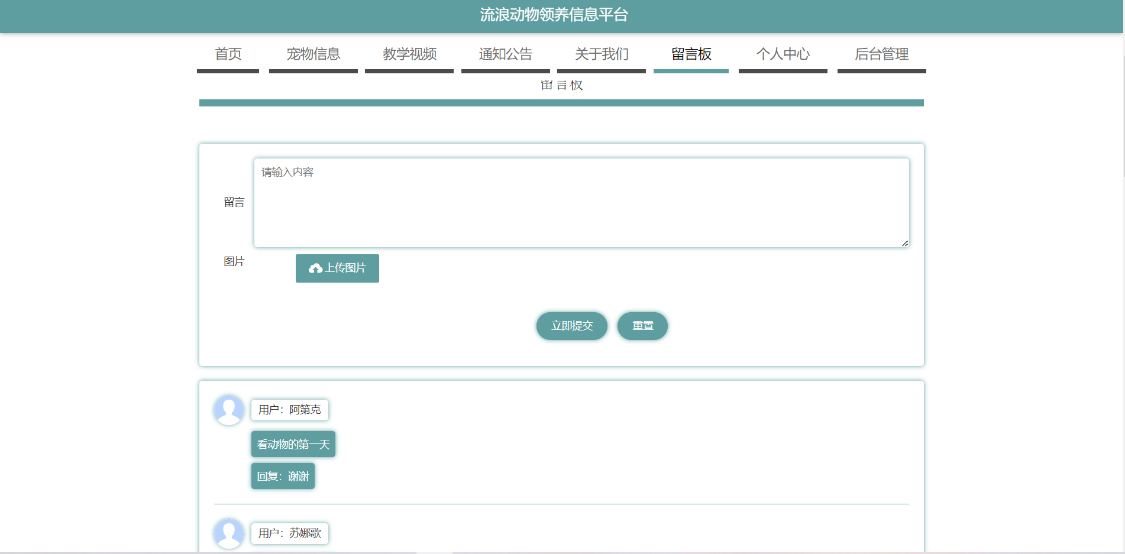 流浪动物领养信息平台
首页 宠物信息 教学视频 通知公告 关于我们 留言板 个人中心 后台管理
留言板
请输入内容
留言
图片
上传图片
立即提交 重置
用户：阿第克
看动物的第一天
回复：谢谢
用户：苏娜歌